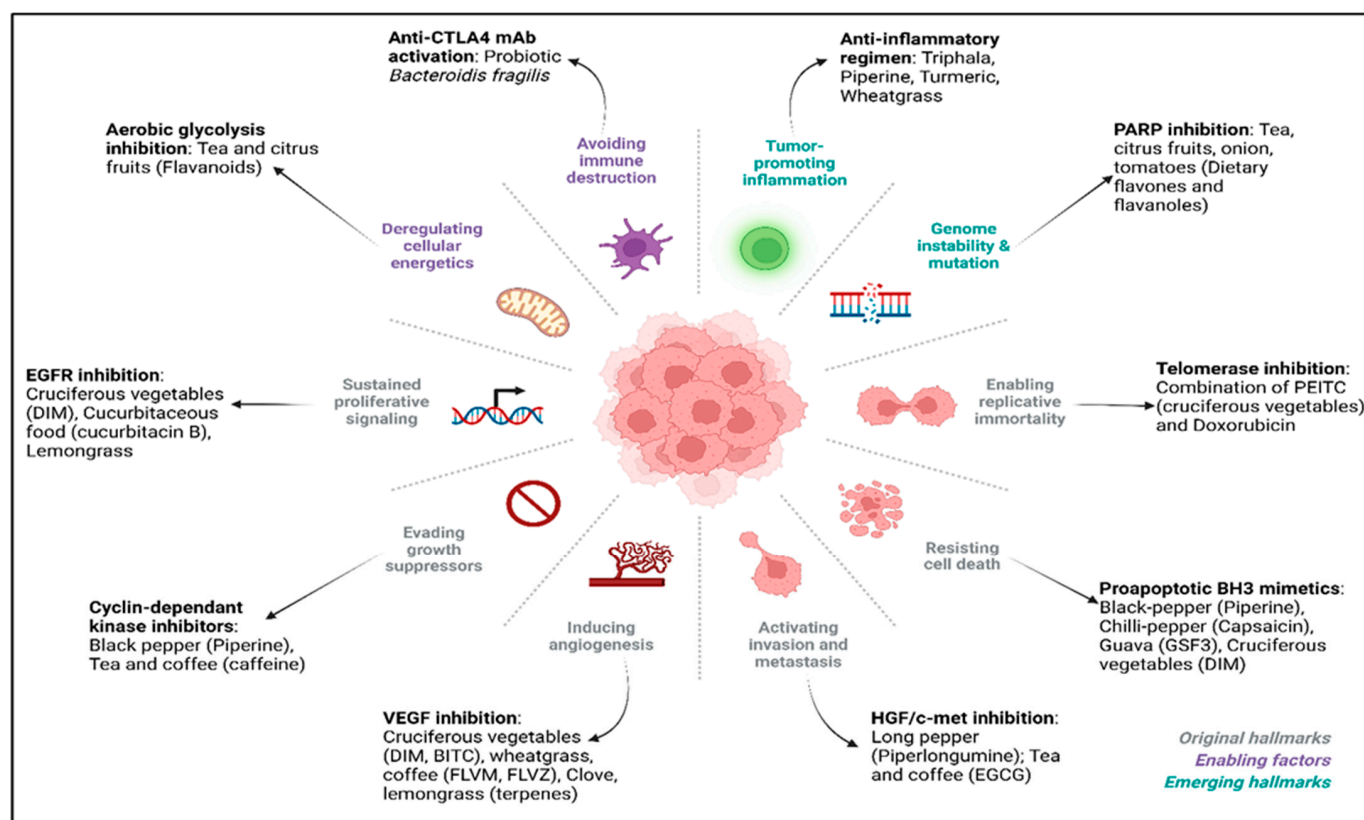 Anti-CTLA4 mAb
activation: Probiotic
Bacteroidis fragilis
Anti-inflammatory
regimen: Triphala,
Piperine, Turmeric,
Wheatgrass
Aerobic glycolysis
inhibition: Tea and citrus
fruits (Flavanoids)
Avoiding
immune
destruction
Tumor-
promoting
inflammation
PARP inhibition: Tea,
citrus fruits, onion,
tomatoes (Dietary
flavones and
flavanoles)
Deregulating
cellular
energetics
Genome
instability &
mutation
EGFR inhibition:
Cruciferous vegetables
(DIM), Cucurbitaceous
food (cucurbitacin B),
Lemongrass
Sustained
proliferative
signaling
Enabling
replicative
immortality
Telomerase inhibition:
Combination of PEITC
(cruciferous vegetables)
and Doxorubicin
Evading
growth
suppressors
Resisting
cell death
Cyclin-dependant
kinase inhibitors:
Black pepper (Piperine),
Tea and coffee (caffeine)
Inducing
angiogenesis
Activating
invasion and
metastasis
Proapoptotic BH3 mimetics:
Black-pepper (Piperine),
Chilli-pepper (Capsaicin),
Guava (GSF3), Cruciferous
vegetables (DIM)
VEGF inhibition:
Cruciferous vegetables
(DIM, BITC), wheatgrass,
coffee (FLVM, FLVZ), Clove,
lemongrass (terpenes)
HGF/c-met inhibition:
Long pepper
(Piperlongumine); Tea
and coffee (EGCG)
Original hallmarks
Enabling factors
Emerging hallmarks